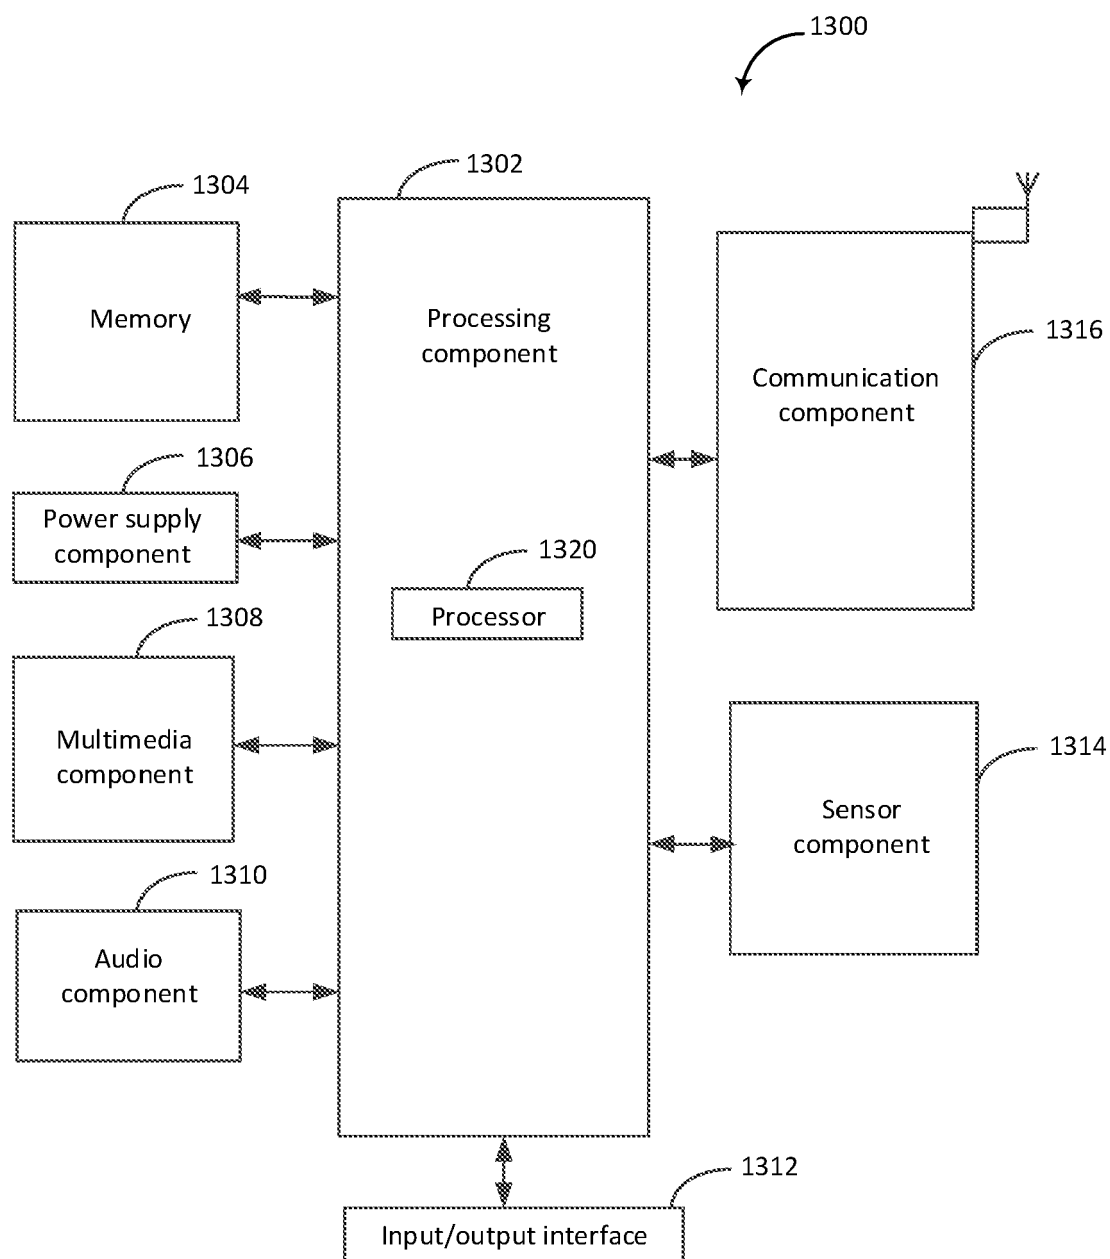 1300
1302
1304
Memory
Processing
component
1316
Communication
component
1306
Power supply
component
1320
Processor
1308
Multimedia
component
1314
Sensor
component
1310
Audio
component
1312
Input/output interface